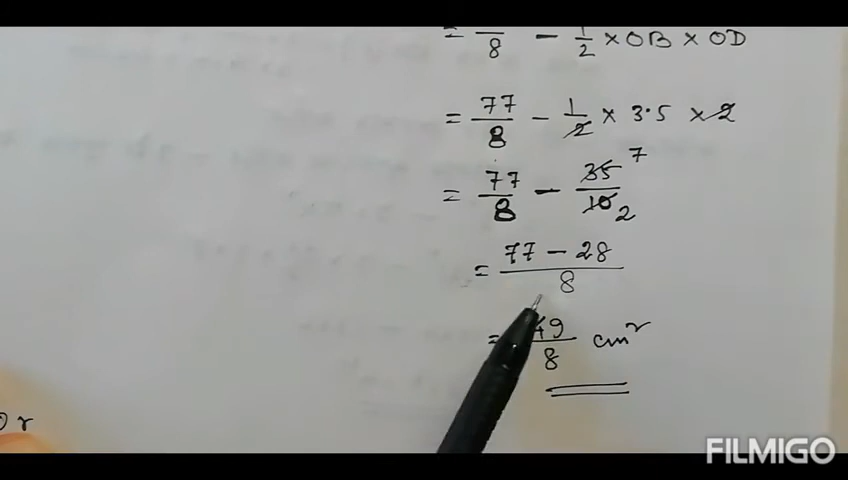 = /8 - 1/2 × OB × OD
= 77/8 - 1/2 × 3.5 × 2
= 77/8 - 35/10 7 2
= 77 - 28 / 8
= 49/8 cm²
or
FILMIGO